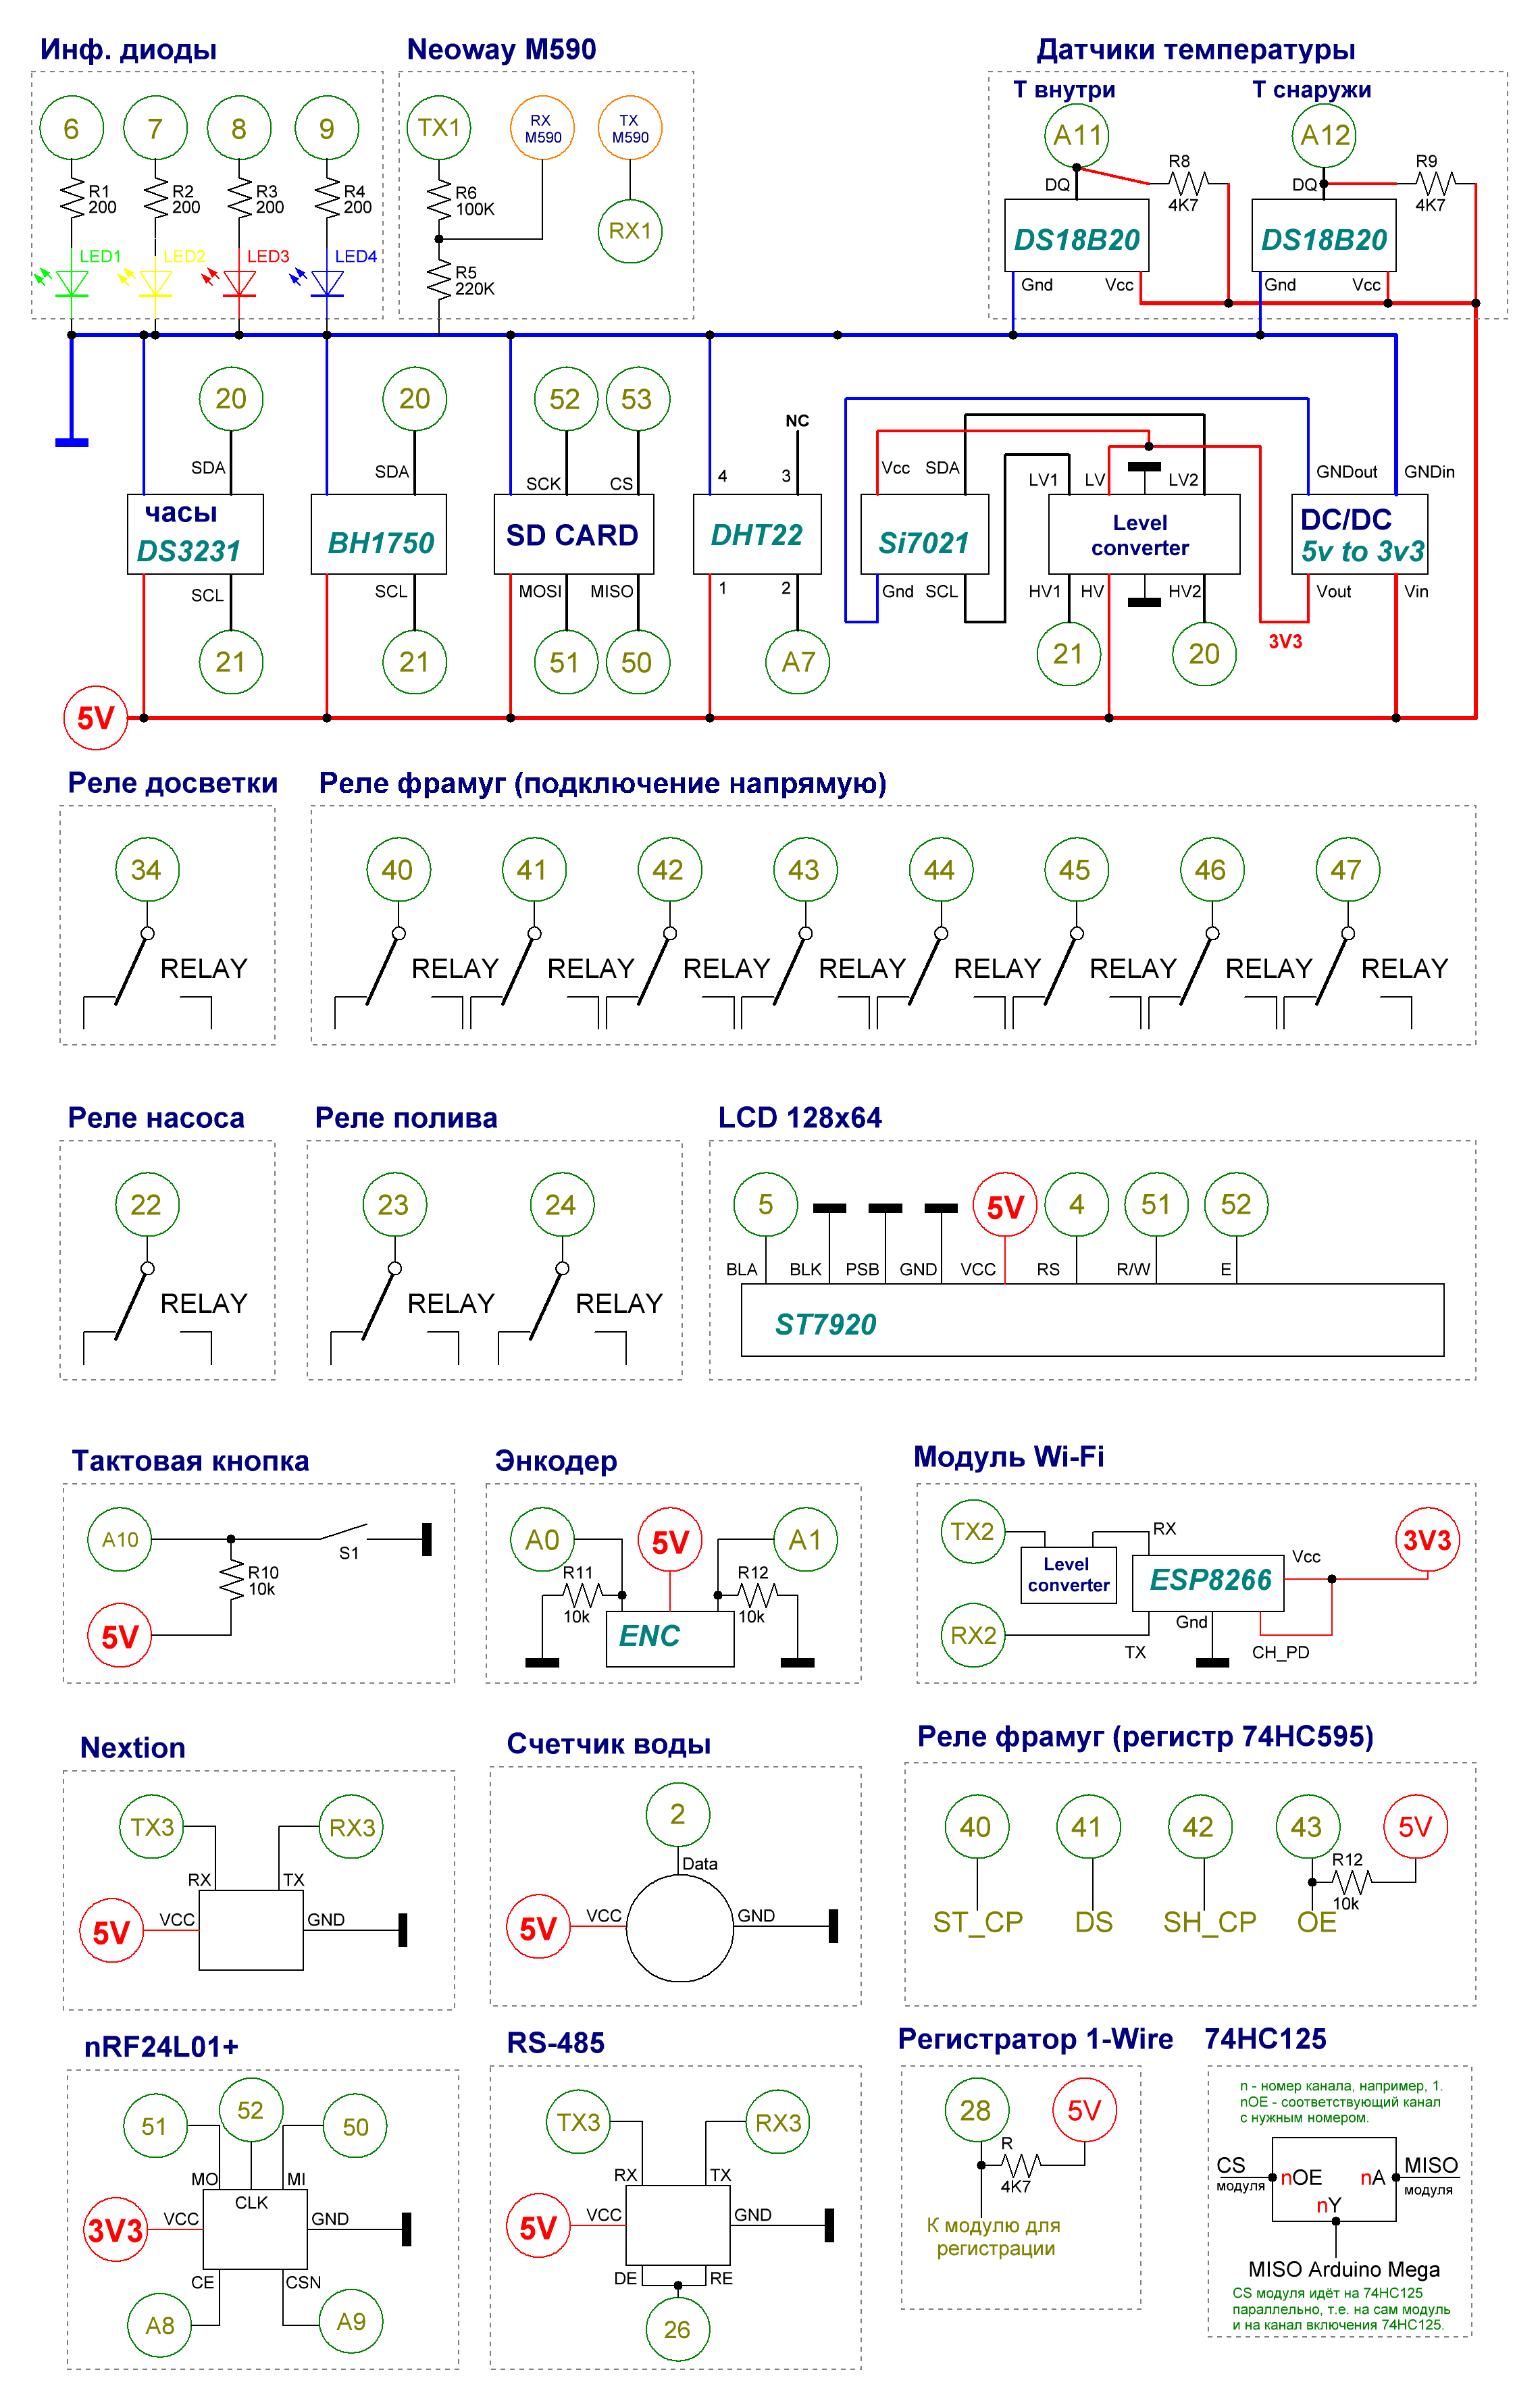 Инф. диоды
Neoway M590
Датчики температуры
Т внутри
Т снаружи
6
7
8
9
TX1
RX
M590
TX
M590
A11
A12
R1
200
R2
200
R3
200
R4
200
R6
100K
RX1
R8
4K7
R9
4K7
DQ
DQ
DS18B20
DS18B20
LED1
LED2
LED3
LED4
R5
220K
Gnd
Vcc
Gnd
Vcc
20
20
52
53
NC
SDA
SDA
SCK
CS
4
3
Vcc
SDA
LV1
LV
LV2
GNDout
GNDin
часы
DS3231
BH1750
SD CARD
DHT22
Si7021
Level
converter
DC/DC
5v to 3v3
SCL
SCL
MOSI
MISO
1
2
Gnd
SCL
HV1
HV
HV2
Vout
Vin
3V3
21
21
51
50
A7
21
20
5V
Реле досветки
Реле фрамуг (подключение напрямую)
34
40
41
42
43
44
45
46
47
RELAY
RELAY
RELAY
RELAY
RELAY
RELAY
RELAY
RELAY
RELAY
Реле насоса
Реле полива
LCD 128x64
22
23
24
5
5V
4
51
52
BLA
BLK
PSB
GND
VCC
RS
R/W
E
RELAY
RELAY
RELAY
ST7920
Тактовая кнопка
Энкодер
Модуль Wi-Fi
A10
S1
R10
10k
5V
A0
5V
A1
R11
10k
R12
10k
ENC
TX2
RX
Level
converter
ESP8266
Vcc
3V3
RX2
TX
Gnd
CH_PD
Nextion
Счетчик воды
Реле фрамуг (регистр 74HC595)
TX3
RX3
RX
TX
5V
VCC
GND
2
Data
5V
VCC
GND
40
41
42
43
5V
R12
10k
ST_CP
DS
SH_CP
OE
nRF24L01+
RS-485
Регистратор 1-Wire
74HC125
51
52
50
MO
MI
CLK
3V3
VCC
GND
CE
CSN
A8
A9
TX3
RX3
RX
TX
5V
VCC
GND
DE
RE
26
28
5V
R
4K7
К модулю для
регистрации
n - номер канала, например, 1.
nOE - соответствующий канал
с нужным номером.
CS
модуля
nOE
nA
MISO
модуля
nY
MISO Arduino Mega
CS модуля идёт на 74HC125
параллельно, т.е. на сам модуль
и на канал включения 74HC125.